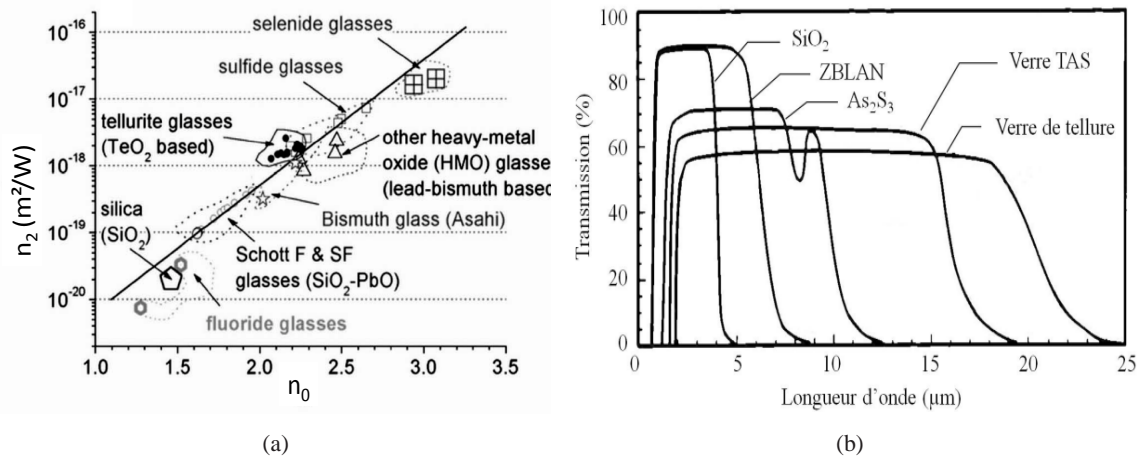 10⁻¹⁶
10⁻¹⁷
10⁻¹⁸
10⁻¹⁹
10⁻²⁰
n₂ (m²/W)
selenide glasses
sulfide glasses
tellurite glasses
(TeO₂ based)
other heavy-metal
oxide (HMO) glasse
(lead-bismuth based
silica
(SiO₂)
Bismuth glass (Asahi)
Schott F & SF
glasses (SiO₂-PbO)
fluoride glasses
1.0 1.5 2.0 2.5 3.0 3.5
n₀
(a)
100
80
60
40
20
0
Transmission (%)
SiO₂
ZBLAN
As₂S₃
Verre TAS
Verre de tellure
0 5 10 15 20 25
Longueur d’onde (µm)
(b)